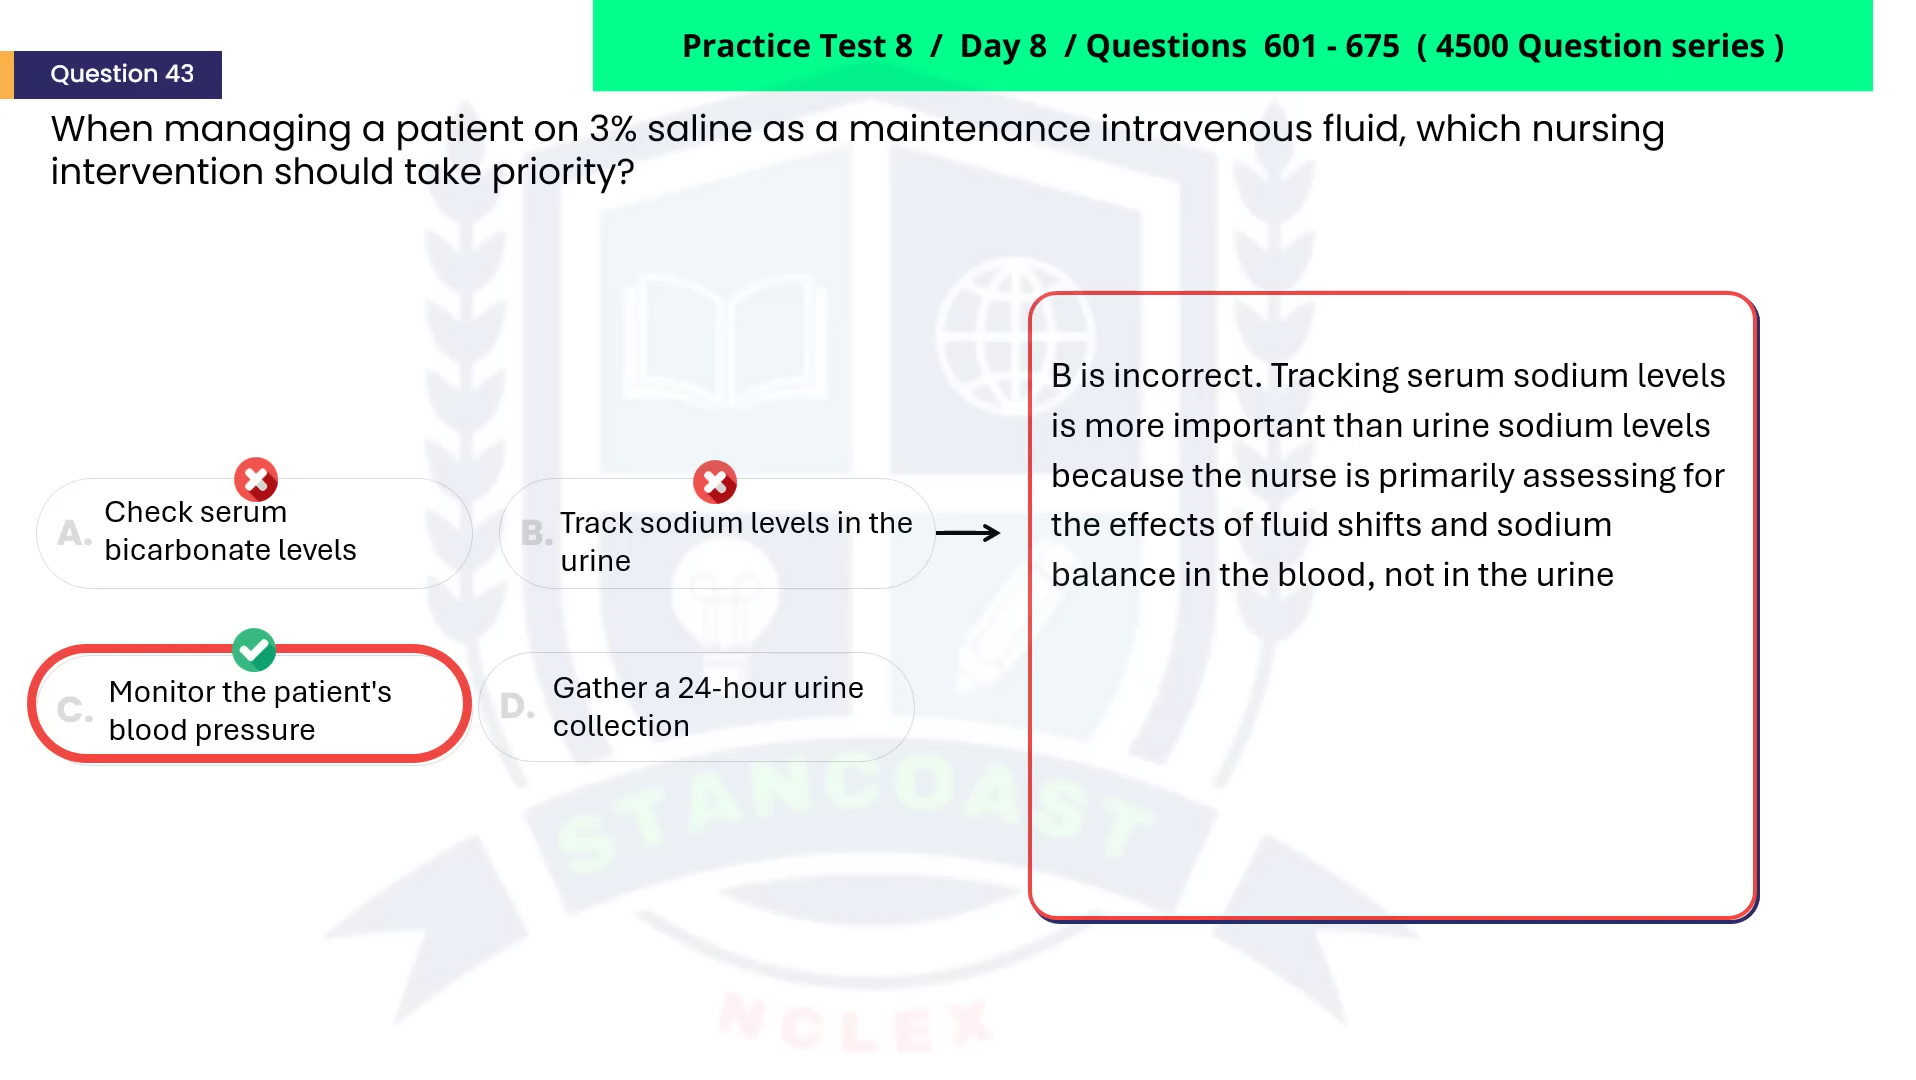 Practice Test 8 / Day 8 / Questions 601 - 675 ( 4500 Question series )
Question 43
When managing a patient on 3% saline as a maintenance intravenous fluid, which nursing
intervention should take priority?
A. Check serum
bicarbonate levels
B. Track sodium levels in the
urine
C. Monitor the patient's
blood pressure
D. Gather a 24-hour urine
collection
B is incorrect. Tracking serum sodium levels
is more important than urine sodium levels
because the nurse is primarily assessing for
the effects of fluid shifts and sodium
balance in the blood, not in the urine
STANCOAST
NCLEX